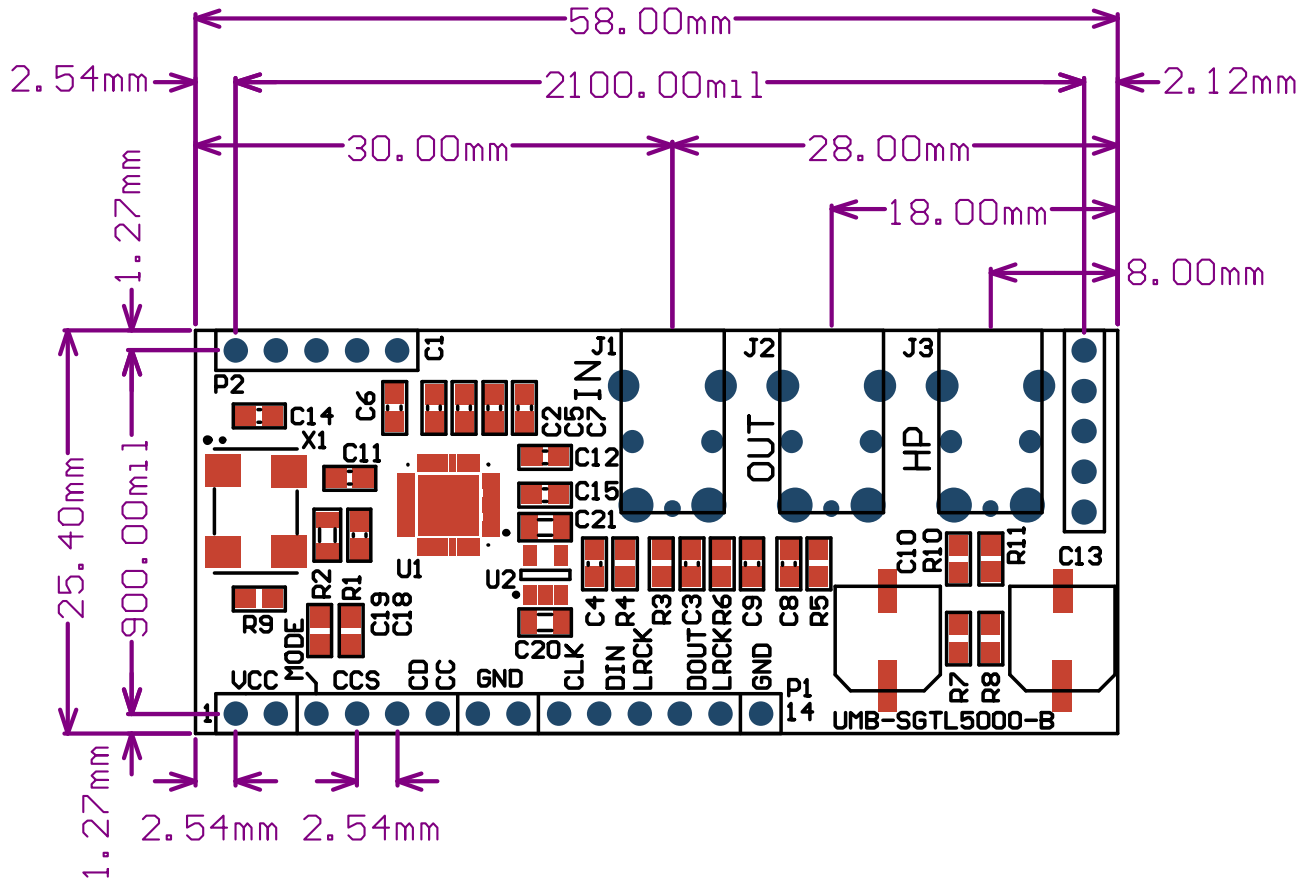 58.00mm
2.54mm
2100.00mil
2.12mm
30.00mm
28.00mm
18.00mm
8.00mm
1.27mm
25.40mm
900.00mil
1.27mm
2.54mm
2.54mm
P2
C1
J1
IN
J2
OUT
J3
HP
C14
X1
C6
C2
C5
C7
C11
C12
C15
C21
U1
U2
R2
R1
R9
C19
C18
C20
C4
R4
R3
C3
R6
C9
C8
R5
C10
R10
R11
C13
R7
R8
MODE
VCC
CCS
CD
CC
GND
CLK
DIN
LRCK
DOUT
LRCK
GND
P1
1
14
UMB-SGTL5000-B